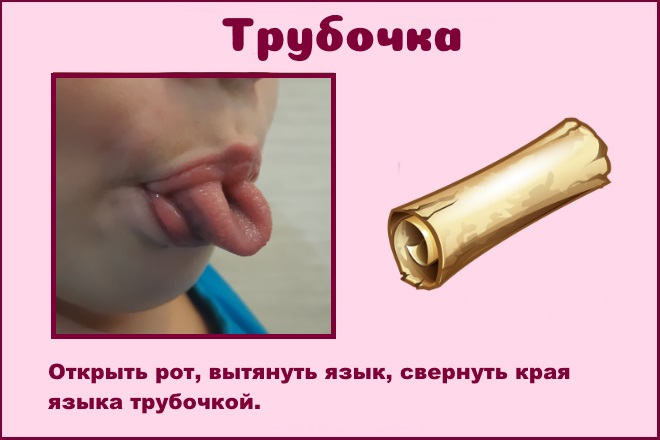 Трубочка
Открыть рот, вытянуть язык, свернуть края
языка трубочкой.